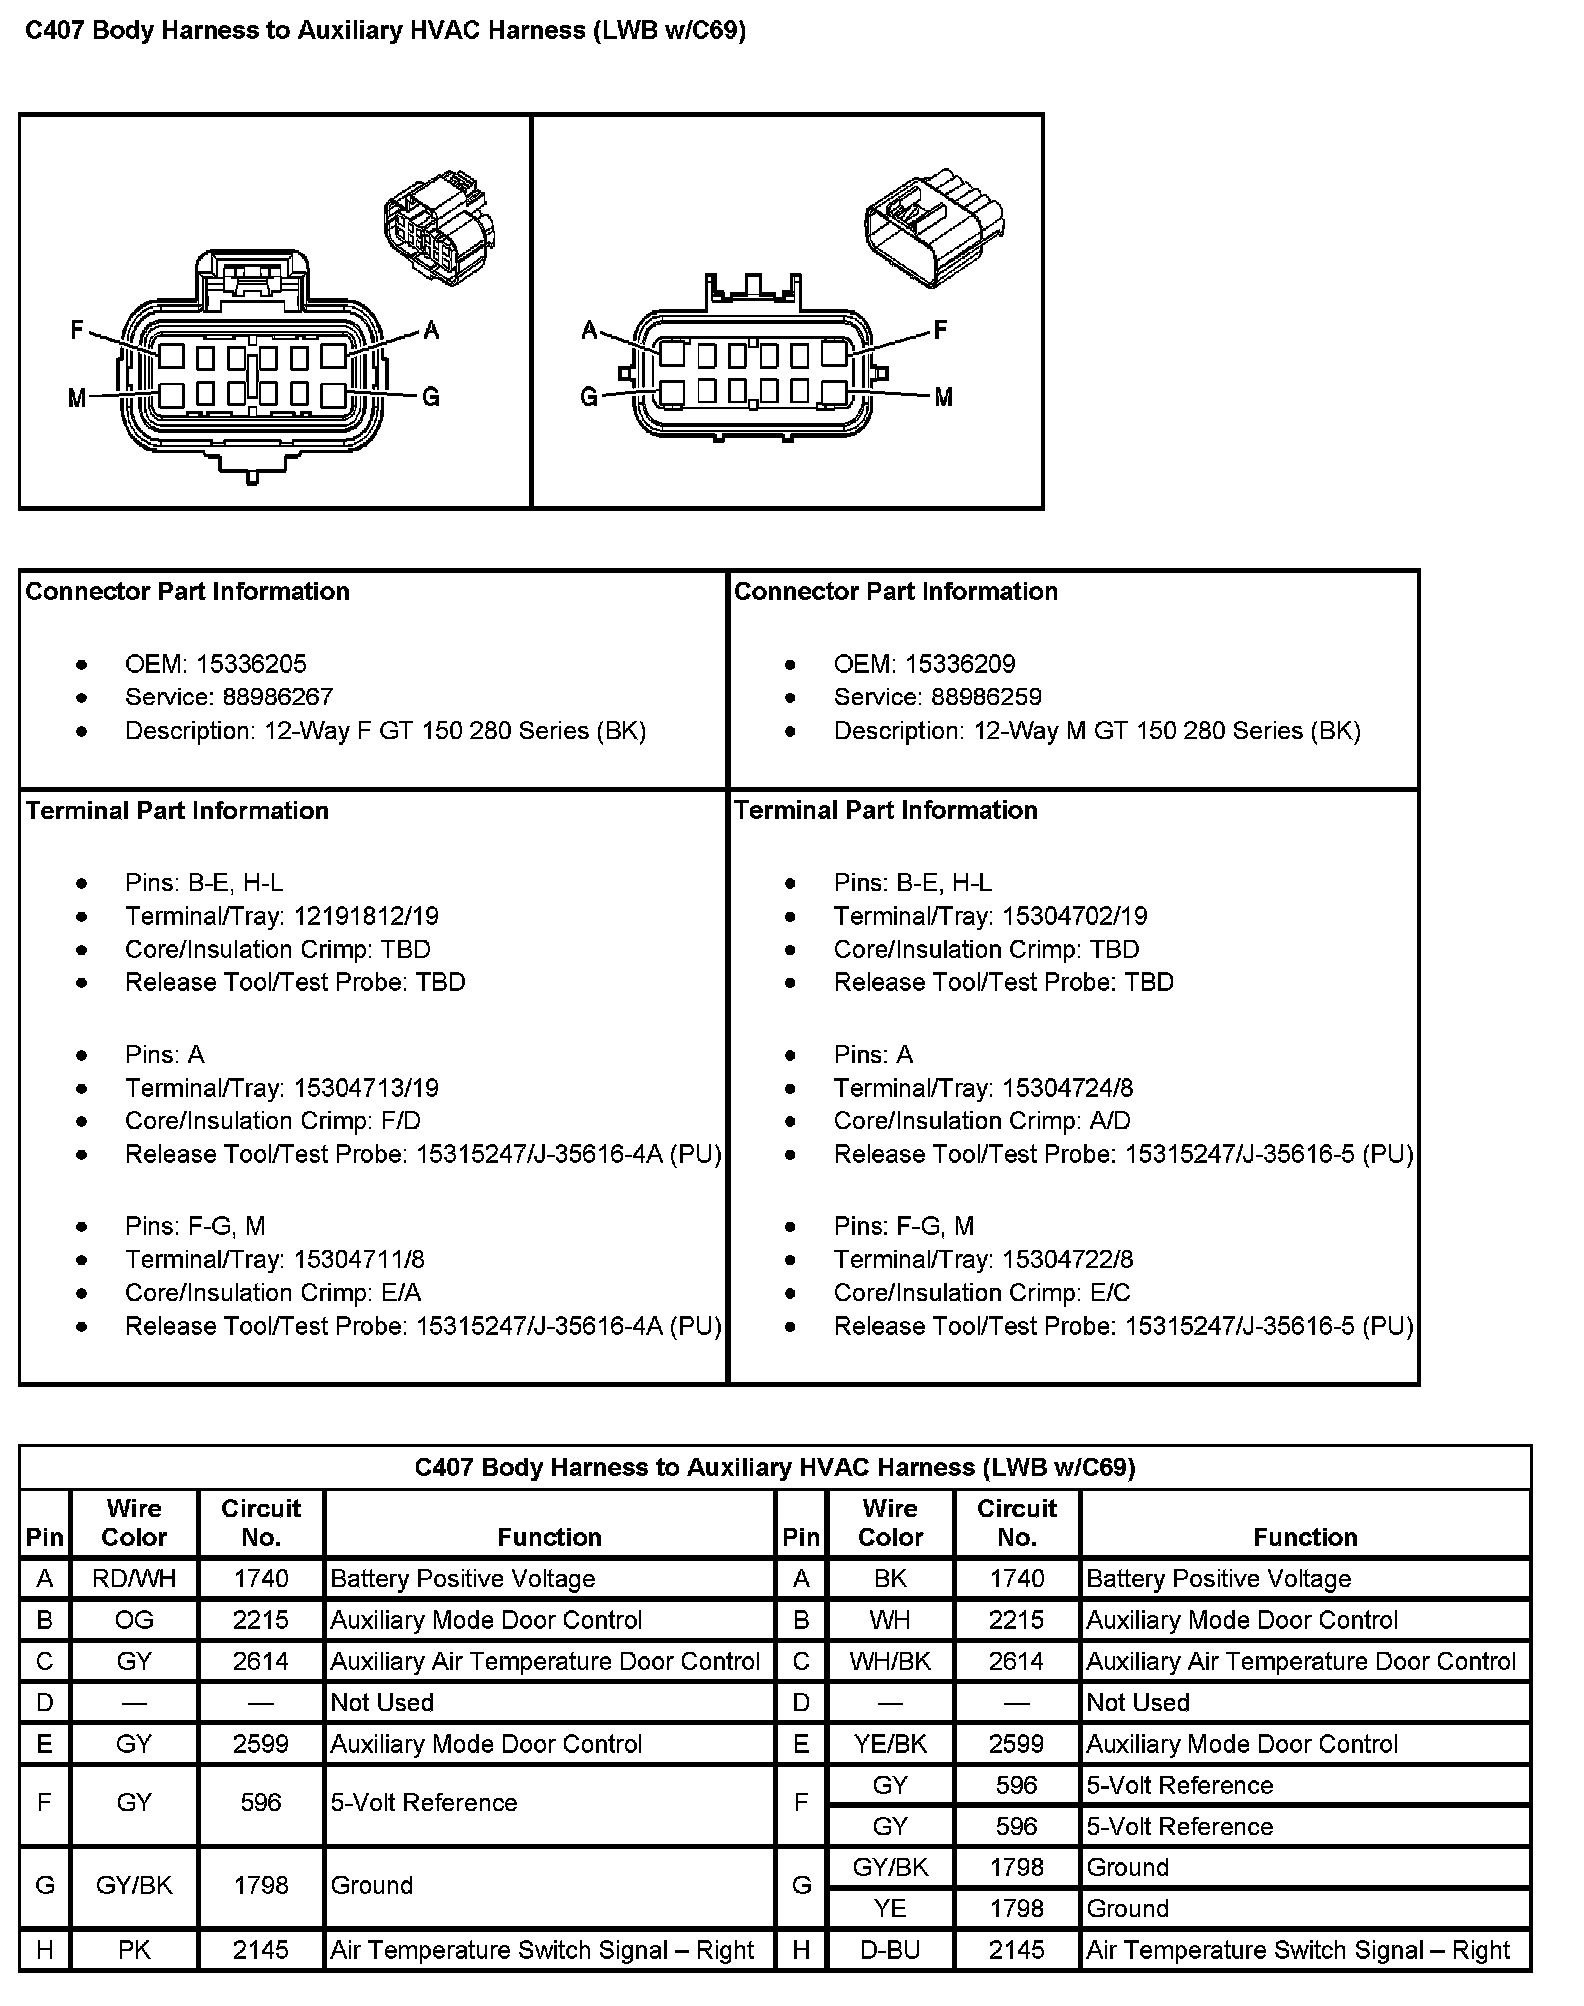 C407 Body Harness to Auxiliary HVAC Harness (LWB w/C69)
F A
M G
A F
G M
Connector Part Information
• OEM: 15336205
• Service: 88986267
• Description: 12-Way F GT 150 280 Series (BK)
Connector Part Information
• OEM: 15336209
• Service: 88986259
• Description: 12-Way M GT 150 280 Series (BK)
Terminal Part Information
• Pins: B-E, H-L
• Terminal/Tray: 12191812/19
• Core/Insulation Crimp: TBD
• Release Tool/Test Probe: TBD
• Pins: A
• Terminal/Tray: 15304713/19
• Core/Insulation Crimp: F/D
• Release Tool/Test Probe: 15315247/J-35616-4A (PU)
• Pins: F-G, M
• Terminal/Tray: 15304711/8
• Core/Insulation Crimp: E/A
• Release Tool/Test Probe: 15315247/J-35616-4A (PU)
Terminal Part Information
• Pins: B-E, H-L
• Terminal/Tray: 15304702/19
• Core/Insulation Crimp: TBD
• Release Tool/Test Probe: TBD
• Pins: A
• Terminal/Tray: 15304724/8
• Core/Insulation Crimp: A/D
• Release Tool/Test Probe: 15315247/J-35616-5 (PU)
• Pins: F-G, M
• Terminal/Tray: 15304722/8
• Core/Insulation Crimp: E/C
• Release Tool/Test Probe: 15315247/J-35616-5 (PU)
C407 Body Harness to Auxiliary HVAC Harness (LWB w/C69)
Pin Wire Color Circuit No. Function Pin Wire Color Circuit No. Function
A RD/WH 1740 Battery Positive Voltage A BK 1740 Battery Positive Voltage
B OG 2215 Auxiliary Mode Door Control B WH 2215 Auxiliary Mode Door Control
C GY 2614 Auxiliary Air Temperature Door Control C WH/BK 2614 Auxiliary Air Temperature Door Control
D — — Not Used D — — Not Used
E GY 2599 Auxiliary Mode Door Control E YE/BK 2599 Auxiliary Mode Door Control
F GY 596 5-Volt Reference F GY 596 5-Volt Reference
GY 596 5-Volt Reference
G GY/BK 1798 Ground G GY/BK 1798 Ground
YE 1798 Ground
H PK 2145 Air Temperature Switch Signal – Right H D-BU 2145 Air Temperature Switch Signal – Right